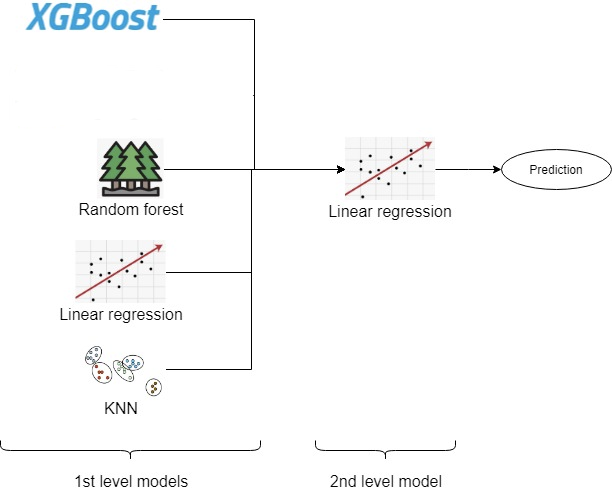 XGBoost
Random forest
Linear regression
KNN
Linear regression
Prediction
1st level models
2nd level model